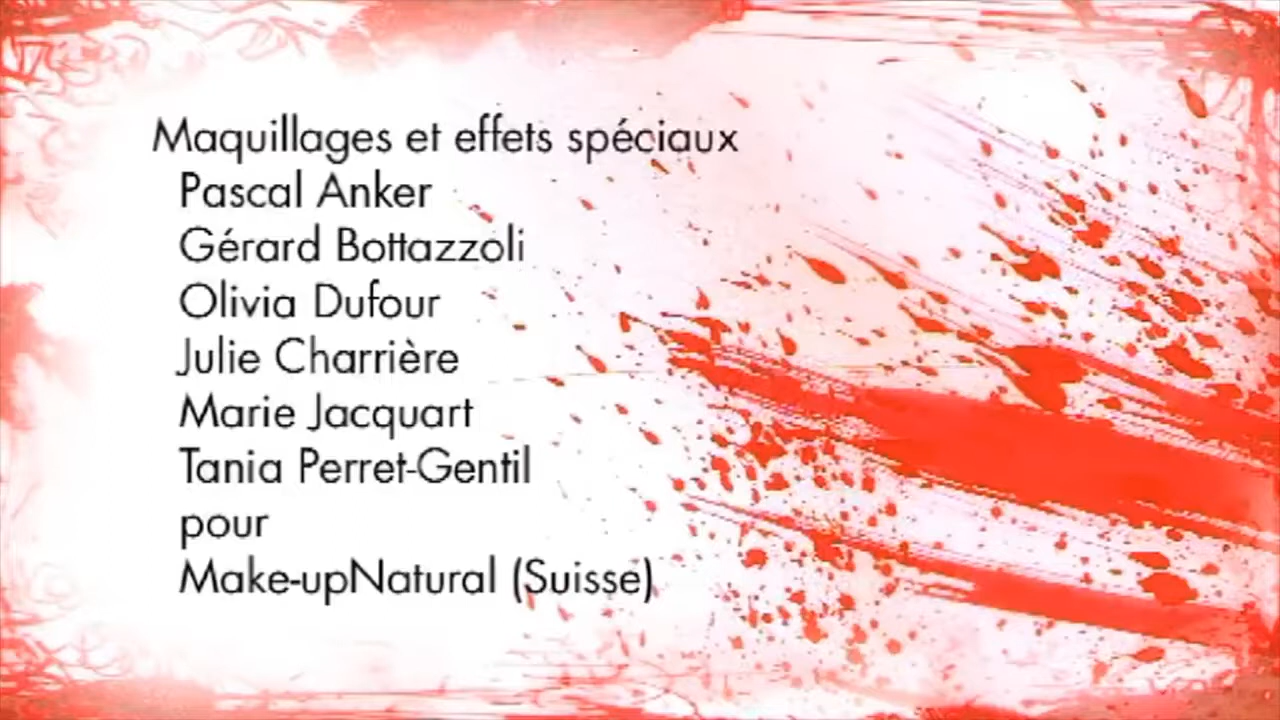 Maquillages et effets spéciaux
Pascal Anker
Gérard Bottazzoli
Olivia Dufour
Julie Charrière
Marie Jacquart
Tania Perret-Gentil
pour
Make-upNatural (Suisse)